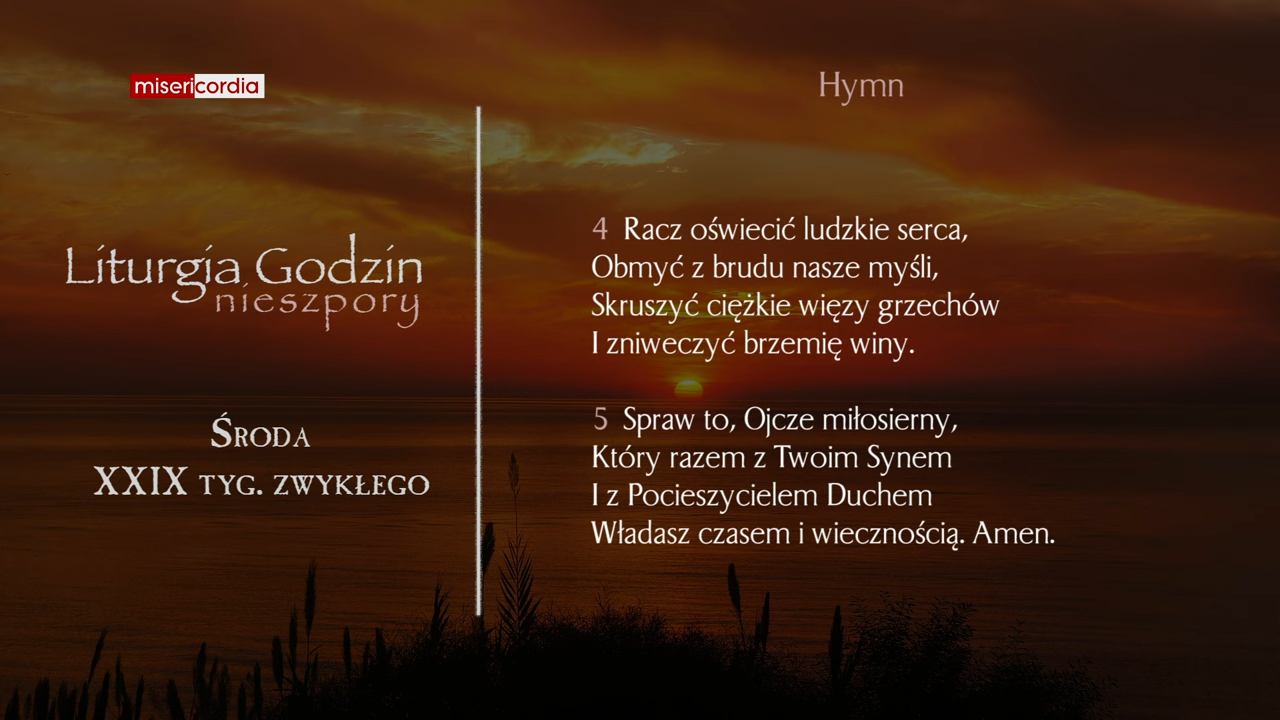 misericordia
Liturgia Godzin
nieszpory
Środa
XXIX tyg. zwykłego
Hymn
4 Racz oświecić ludzkie serca,
Obmyć z brudu nasze myśli,
Skruszyć ciężkie więzy grzechów
I zniweczyć brzemię winy.
5 Spraw to, Ojcze miłosierny,
Który razem z Twoim Synem
I z Pocieszycielem Duchem
Władasz czasem i wiecznością. Amen.